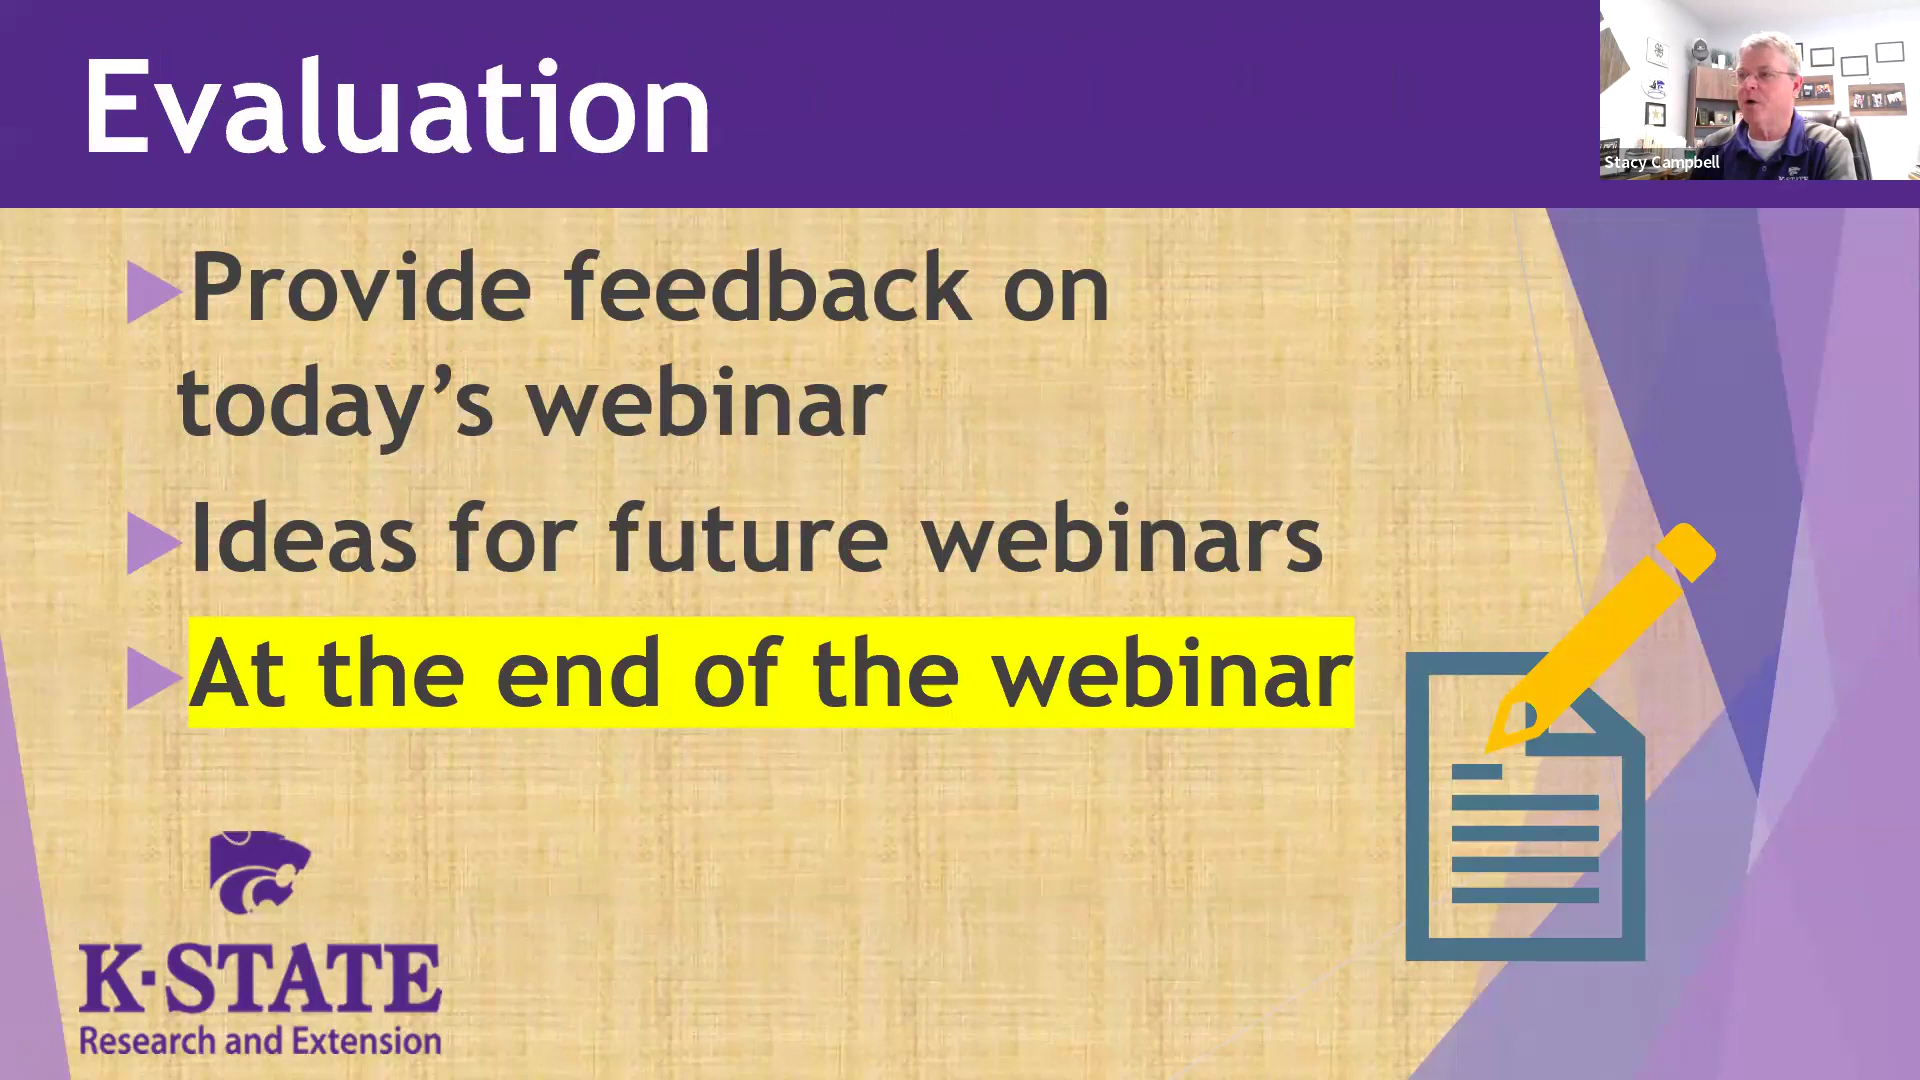 Evaluation
Stacy Campbell
Provide feedback on
today’s webinar
Ideas for future webinars
At the end of the webinar
K·STATE
Research and Extension